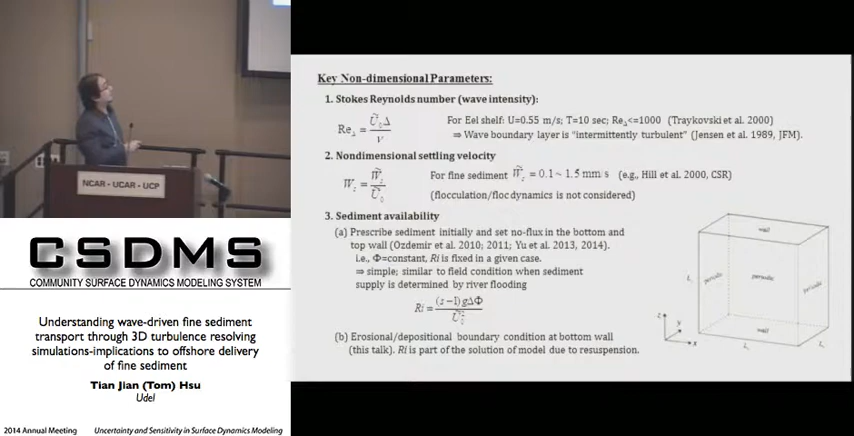 NCAR - UCAR - UCP
CSDMS
COMMUNITY SURFACE DYNAMICS MODELING SYSTEM
Understanding wave-driven fine sediment
transport through 3D turbulence resolving
simulations-implications to offshore delivery
of fine sediment
Tian Jian (Tom) Hsu
Udel
2014 Annual Meeting Uncertainty and Sensitivity in Surface Dynamics Modeling
Key Non-dimensional Parameters:
1. Stokes Reynolds number (wave intensity):
Re_Δ = Ũ₀Δ̃ / ν
For Eel shelf: U=0.55 m/s; T=10 sec; Re_Δ<=1000 (Traykovski et al. 2000)
⇒ Wave boundary layer is "intermittently turbulent" (Jensen et al. 1989, JFM).
2. Nondimensional settling velocity
W_s = W̃_s / Ũ₀
For fine sediment W̃_s = 0.1~1.5mm/s (e.g., Hill et al. 2000, CSR)
(flocculation/floc dynamics is not considered)
3. Sediment availability
(a) Prescribe sediment initially and set no-flux in the bottom and
top wall (Ozdemir et al. 2010; 2011; Yu et al. 2013, 2014).
i.e., Φ=constant, Ri is fixed in a given case.
⇒ simple; similar to field condition when sediment
supply is determined by river flooding
Ri = (s-1)gΔ̃Φ / Ũ₀²
(b) Erosional/depositional boundary condition at bottom wall
(this talk). Ri is part of the solution of model due to resuspension.
wall
periodic
periodic
periodic
wall
z
y
x